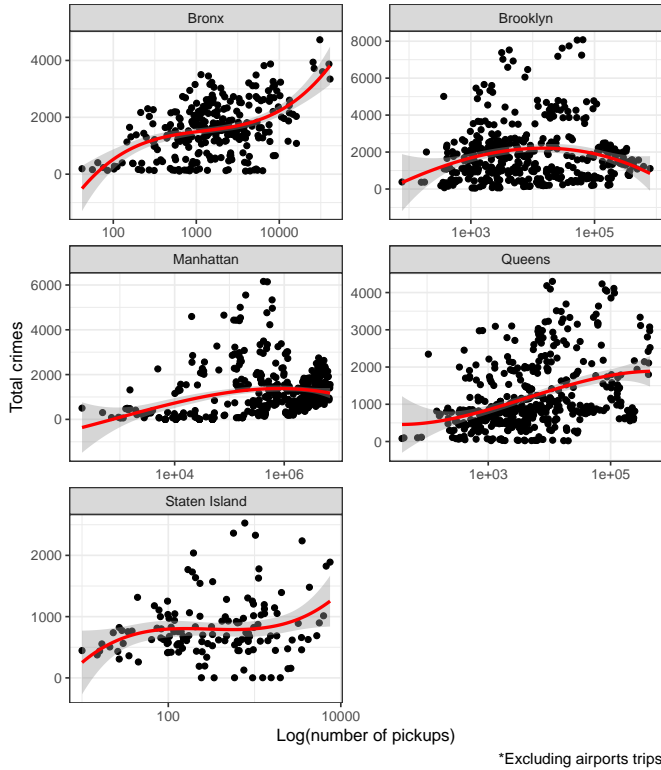 Bronx
Brooklyn
4000
2000
0
100
1000
10000
8000
6000
4000
2000
0
1e+03
1e+05
Manhattan
Queens
6000
4000
2000
0
1e+04
1e+06
4000
3000
2000
1000
0
1e+03
1e+05
Staten Island
2000
1000
0
100
10000
Total crimes
Log(number of pickups)
*Excluding airports trips